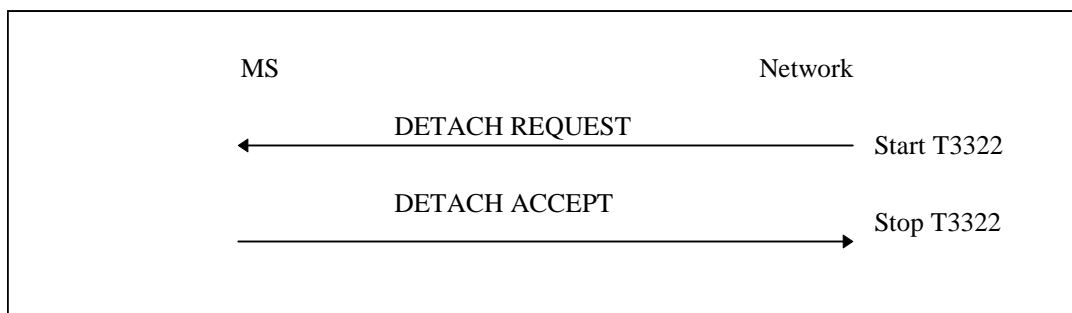 MS
Network
DETACH REQUEST
Start T3322
DETACH ACCEPT
Stop T3322